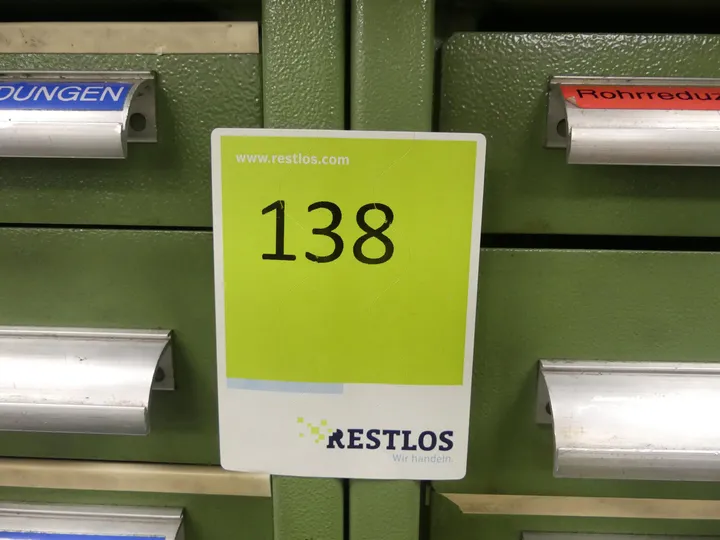 DUNGEN
Rohrreduz
www.restlos.com
138
RESTLOS
Wir handeln.